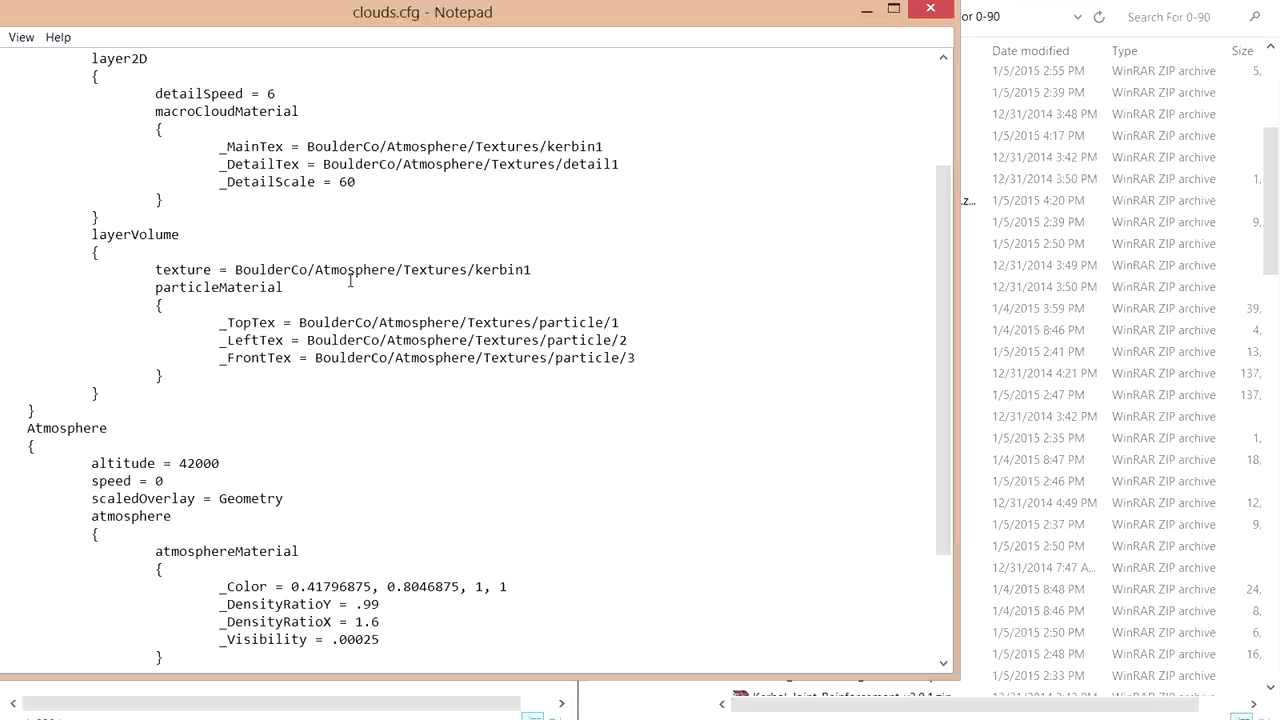 clouds.cfg - Notepad
View Help
layer2D
{
detailSpeed = 6
macroCloudMaterial
{
_MainTex = BoulderCo/Atmosphere/Textures/kerbin1
_DetailTex = BoulderCo/Atmosphere/Textures/detail1
_DetailScale = 60
}
}
layerVolume
{
texture = BoulderCo/Atmosphere/Textures/kerbin1
particleMaterial
{
_TopTex = BoulderCo/Atmosphere/Textures/particle/1
_LeftTex = BoulderCo/Atmosphere/Textures/particle/2
_FrontTex = BoulderCo/Atmosphere/Textures/particle/3
}
}
}
Atmosphere
{
altitude = 42000
speed = 0
scaledOverlay = Geometry
atmosphere
{
atmosphereMaterial
{
_Color = 0.41796875, 0.8046875, 1, 1
_DensityRatioY = .99
_DensityRatioX = 1.6
_Visibility = .00025
}
or 0-90 Search For 0-90
Date modified Type Size
1/5/2015 2:55 PM WinRAR ZIP archive 5,
1/5/2015 2:39 PM WinRAR ZIP archive
12/31/2014 3:48 PM WinRAR ZIP archive
1/5/2015 4:17 PM WinRAR ZIP archive
12/31/2014 3:42 PM WinRAR ZIP archive
12/31/2014 3:50 PM WinRAR ZIP archive 1,
.z... 1/5/2015 4:20 PM WinRAR ZIP archive
1/5/2015 2:39 PM WinRAR ZIP archive 9,
1/5/2015 2:50 PM WinRAR ZIP archive
12/31/2014 3:49 PM WinRAR ZIP archive
12/31/2014 3:50 PM WinRAR ZIP archive
1/4/2015 3:59 PM WinRAR ZIP archive 39,
1/4/2015 8:46 PM WinRAR ZIP archive 4,
1/5/2015 2:41 PM WinRAR ZIP archive 13,
12/31/2014 4:21 PM WinRAR ZIP archive 137,
1/5/2015 2:47 PM WinRAR ZIP archive 137,
12/31/2014 3:42 PM WinRAR ZIP archive
1/5/2015 2:35 PM WinRAR ZIP archive 1,
1/4/2015 8:47 PM WinRAR ZIP archive 18,
1/5/2015 2:46 PM WinRAR ZIP archive
12/31/2014 4:49 PM WinRAR ZIP archive 12,
1/5/2015 2:37 PM WinRAR ZIP archive 9,
1/5/2015 2:50 PM WinRAR ZIP archive
12/31/2014 7:47 A... WinRAR ZIP archive
1/4/2015 8:48 PM WinRAR ZIP archive 24,
1/4/2015 8:46 PM WinRAR ZIP archive 8,
1/5/2015 2:50 PM WinRAR ZIP archive 6,
1/5/2015 2:48 PM WinRAR ZIP archive 16,
1/5/2015 2:33 PM WinRAR ZIP archive